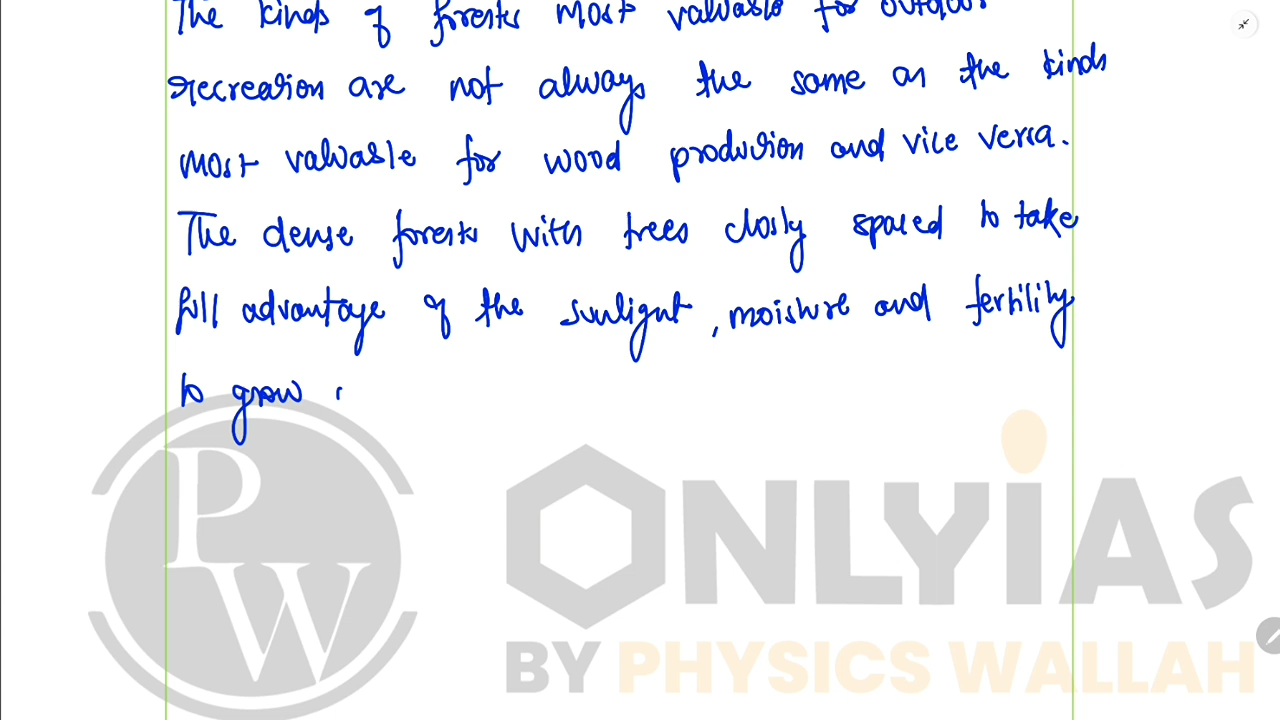 The kinds of forests most valuable for outdoor
recreation are not always the same as the kinds
most valuable for wood production and vice versa.
The dense forests with trees closly spaced to take
full advantage of the sunlight, moisture and fertility
to grow
PW
ONLYIAS
BY PHYSICS WALLAH